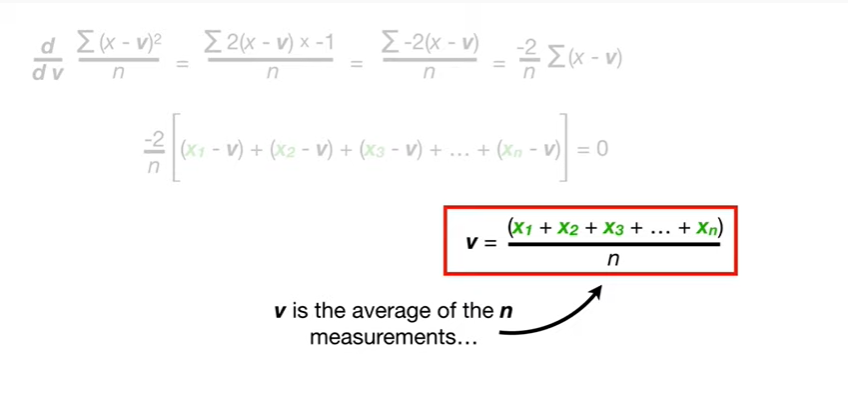 d/dv Σ(x - v)²/n = Σ2(x - v) × -1/n = Σ-2(x - v)/n = -2/n Σ(x - v)
-2/n [(x₁ - v) + (x₂ - v) + (x₃ - v) + ... + (xₙ - v)] = 0
v = (x₁ + x₂ + x₃ + ... + xₙ)/n
v is the average of the n
measurements...